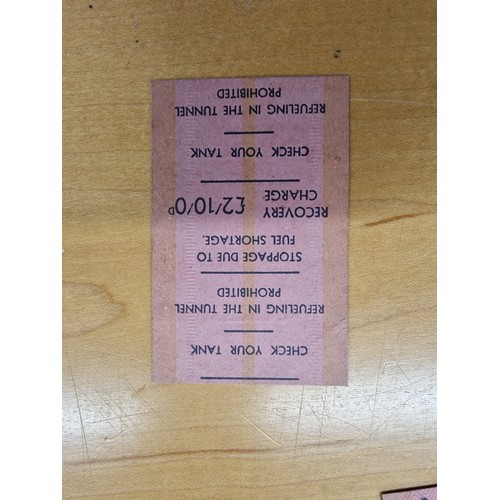 CHECK YOUR TANK
REFUELING IN THE TUNNEL
PROHIBITED
STOPPAGE DUE TO
FUEL SHORTAGE.
RECOVERY
CHARGE £2/10/0D
CHECK YOUR TANK
REFUELING IN THE TUNNEL
PROHIBITED